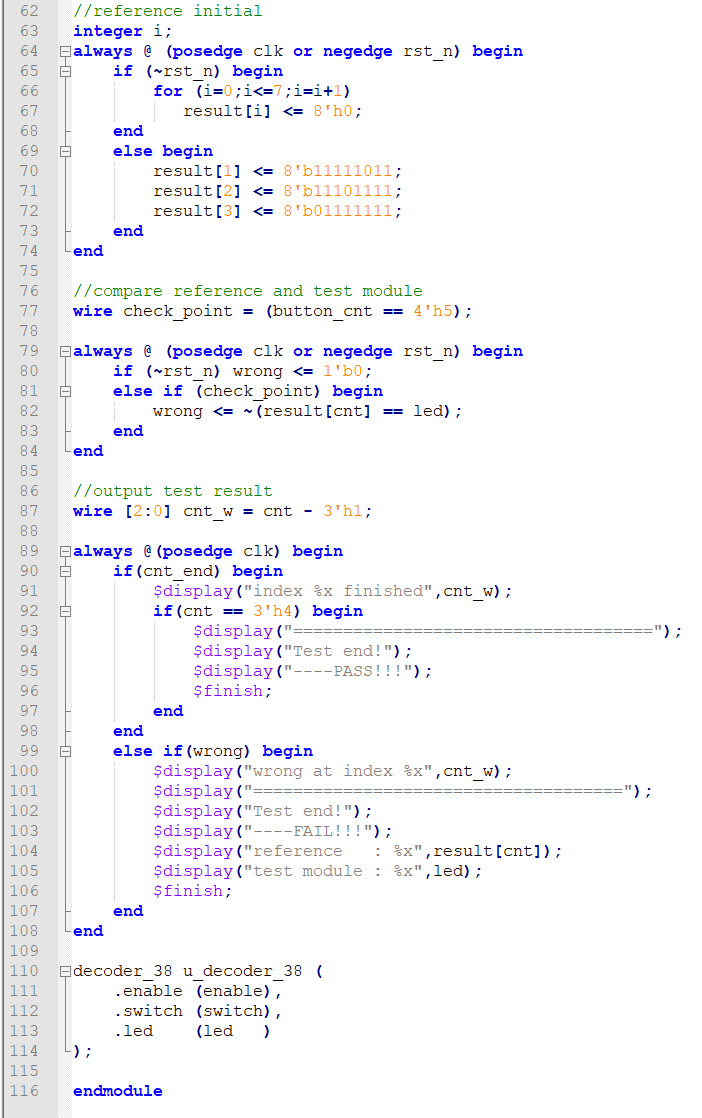 62 //reference initial
63 integer i;
64 always @ (posedge clk or negedge rst_n) begin
65     if (~rst_n) begin
66         for (i=0;i<=7;i=i+1)
67            result[i] <= 8'h0;
68     end
69     else begin
70         result[1] <= 8'b11111011;
71         result[2] <= 8'b11101111;
72         result[3] <= 8'b01111111;
73     end
74 end
75
76 //compare reference and test module
77 wire check_point = (button_cnt == 4'h5);
78
79 always @ (posedge clk or negedge rst_n) begin
80     if (~rst_n) wrong <= 1'b0;
81     else if (check_point) begin
82         wrong <= ~(result[cnt] == led);
83     end
84 end
85
86 //output test result
87 wire [2:0] cnt_w = cnt - 3'h1;
88
89 always @(posedge clk) begin
90     if(cnt_end) begin
91         $display("index %x finished",cnt_w);
92         if(cnt == 3'h4) begin
93             $display("====================================");
94             $display("Test end!");
95             $display("----PASS!!!");
96             $finish;
97         end
98     end
99     else if(wrong) begin
100         $display("wrong at index %x",cnt_w);
101         $display("=====================================");
102         $display("Test end!");
103         $display("----FAIL!!!");
104         $display("reference   : %x",result[cnt]);
105         $display("test module : %x",led);
106         $finish;
107     end
108 end
109
110 decoder_38 u_decoder_38 (
111     .enable (enable),
112     .switch (switch),
113     .led    (led   )
114 );
115
116 endmodule